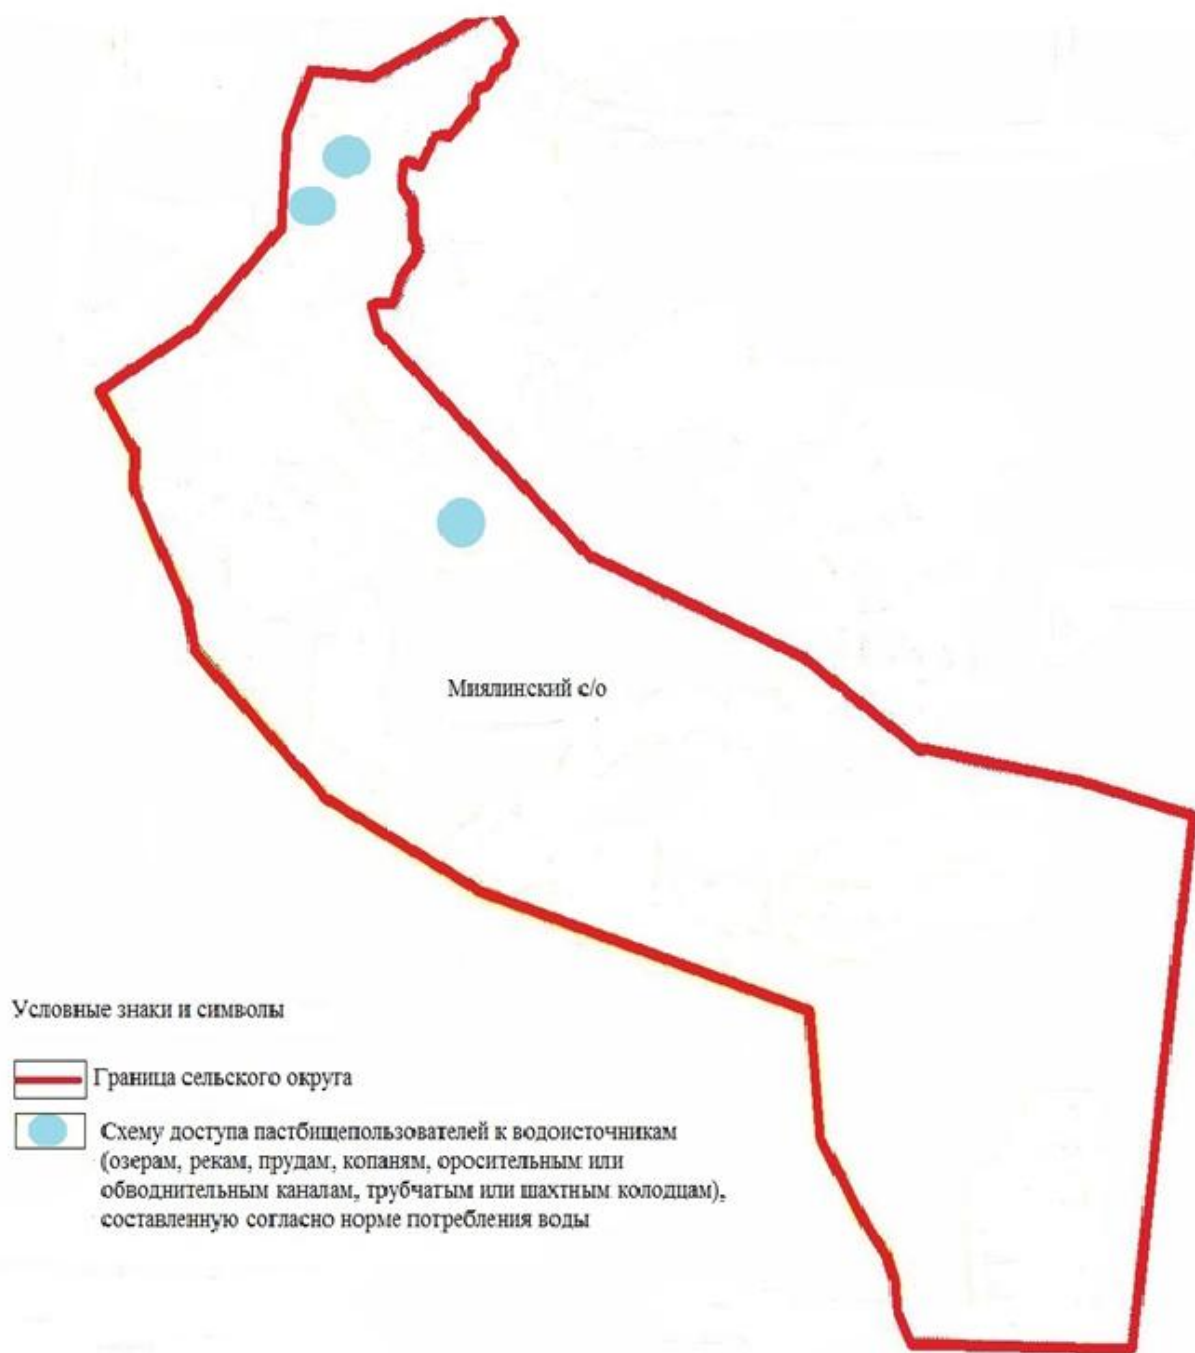 Миялинский с/о
Условные знаки и символы
Граница сельского округа
Схему доступа пастбищепользователей к водоисточникам
(озерам, рекам, прудам, копаням, оросительным или
обводнительным каналам, трубчатым или шахтным колодцам),
составленную согласно норме потребления воды